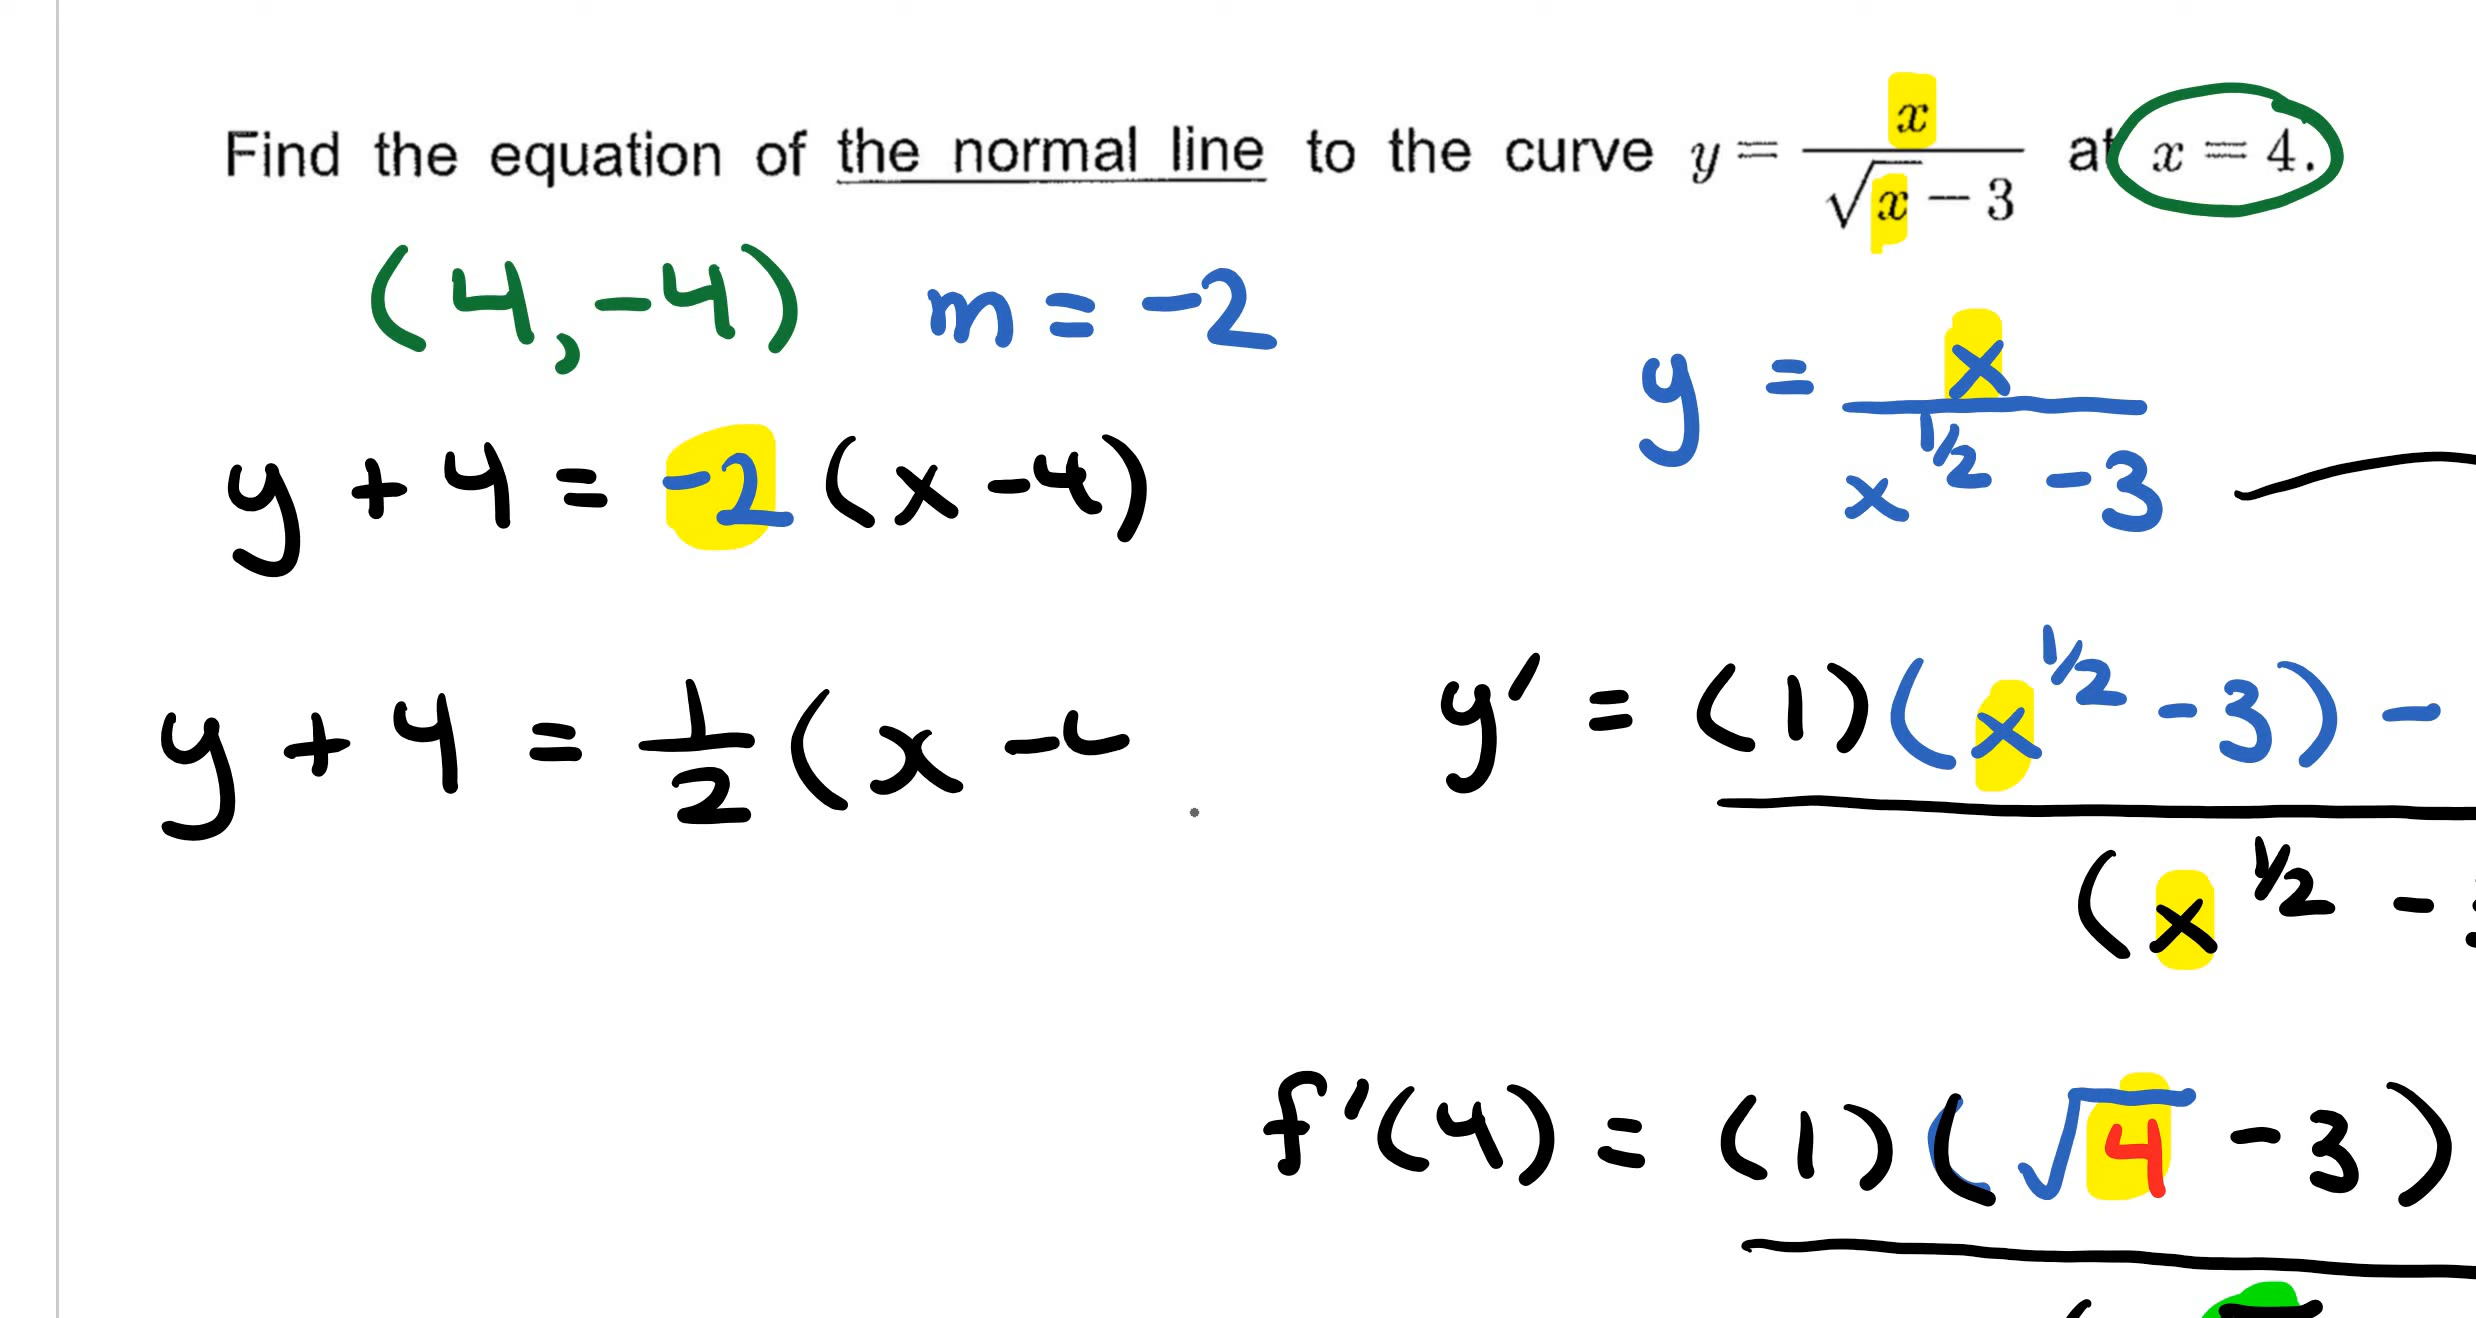 Find the equation of the normal line to the curve y = x / (√x − 3) at x = 4.
(4, -4) m = -2
y = x / (x^1/2 - 3)
y + 4 = -2 (x - 4)
y + 4 = 1/2 (x -
y' = (1)(x^1/2 - 3) -
(x^1/2 -
f'(4) = (1)(√4 - 3)